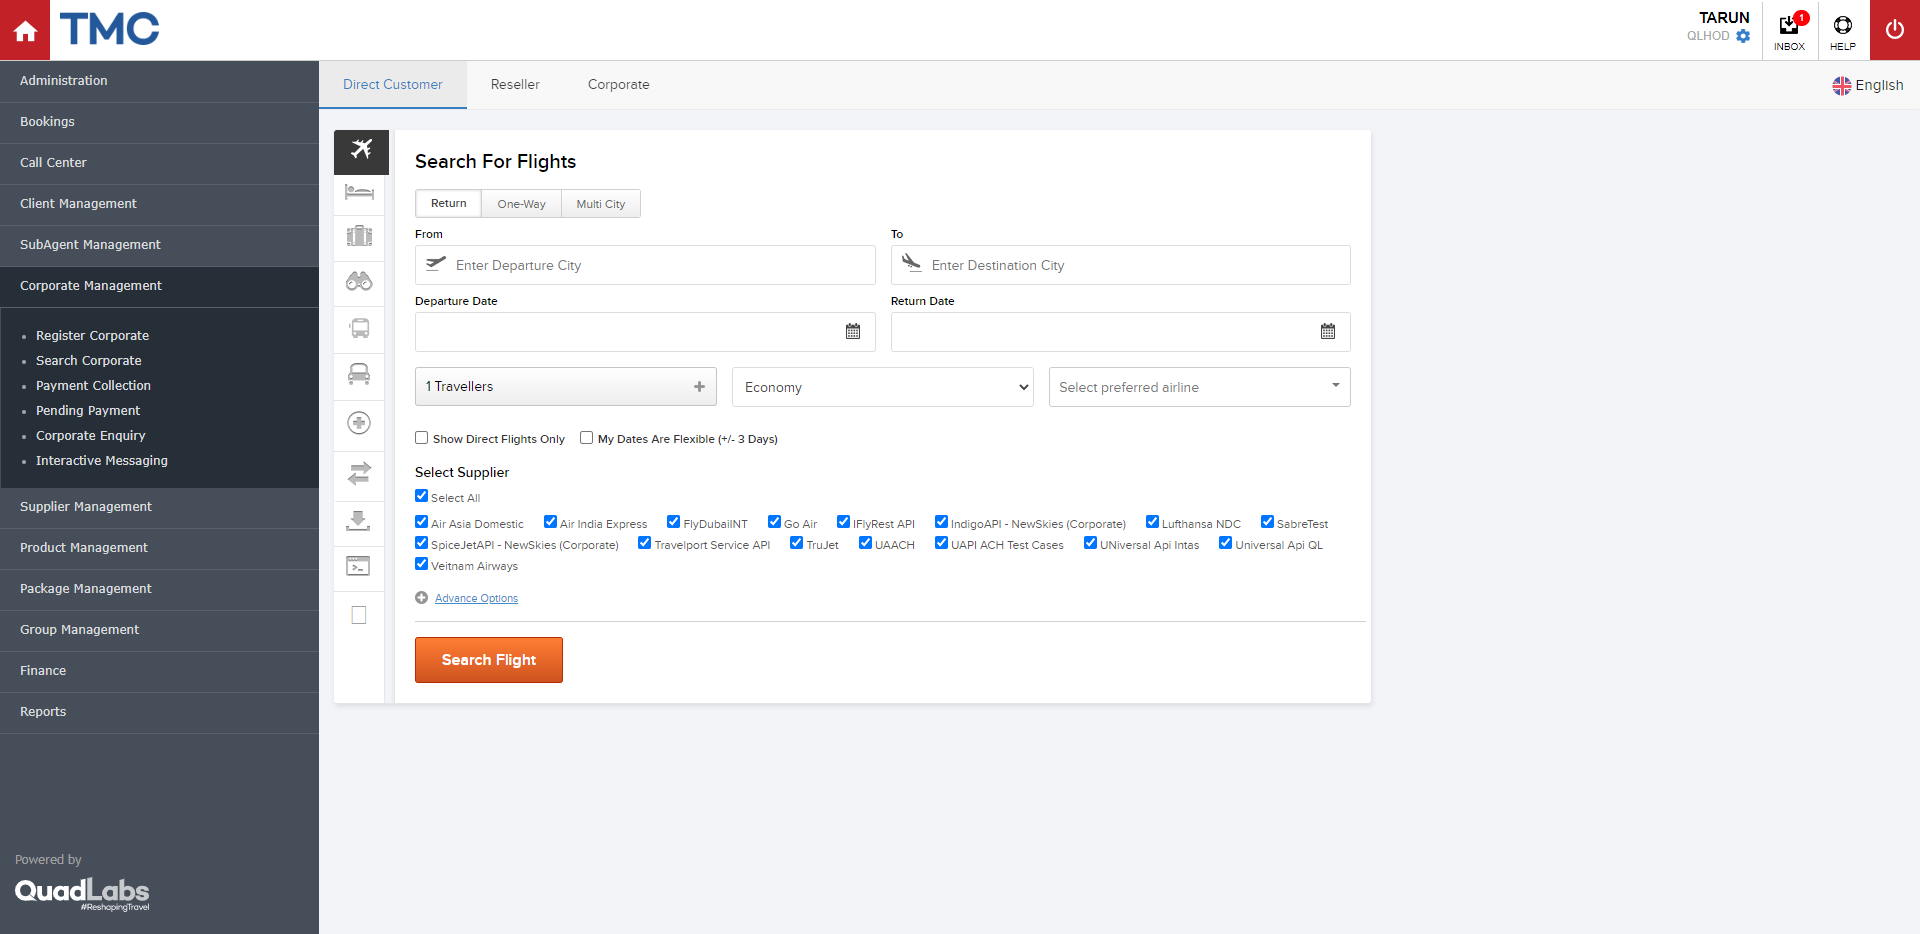 TMC
TARUN
QLHOD
1
INBOX
HELP
Administration
Bookings
Call Center
Client Management
SubAgent Management
Corporate Management
Register Corporate
Search Corporate
Payment Collection
Pending Payment
Corporate Enquiry
Interactive Messaging
Supplier Management
Product Management
Package Management
Group Management
Finance
Reports
Powered by
QuadLabs
#ReshapingTravel
Direct Customer Reseller Corporate
English
Search For Flights
Return One-Way Multi City
From To
Enter Departure City Enter Destination City
Departure Date Return Date
1 Travellers Economy Select preferred airline
Show Direct Flights Only My Dates Are Flexible (+/- 3 Days)
Select Supplier
Select All
Air Asia Domestic Air India Express FlyDubaiINT Go Air IFlyRest API IndigoAPI - NewSkies (Corporate) Lufthansa NDC SabreTest
SpiceJetAPI - NewSkies (Corporate) Travelport Service API TruJet UAACH UAPI ACH Test Cases UNiversal Api Intas Universal Api QL
Veitnam Airways
Advance Options
Search Flight